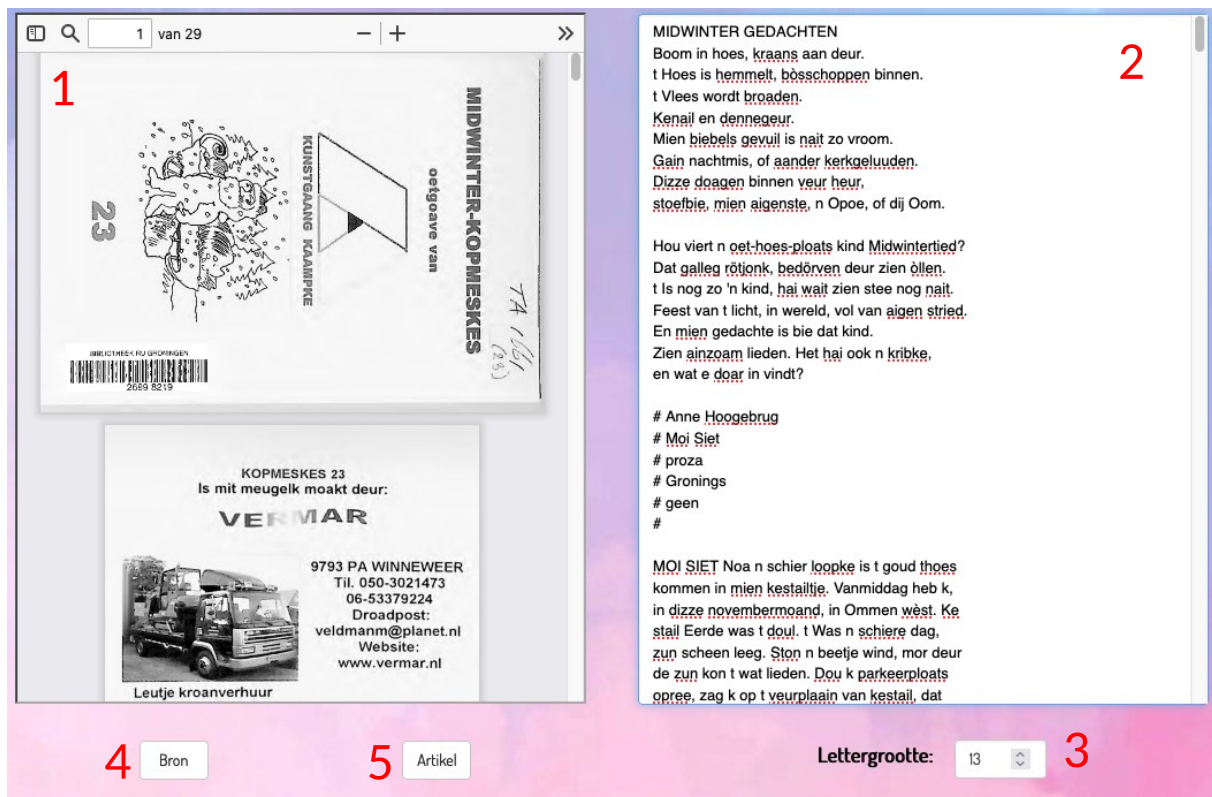 1 van 29
1
MIDWINTER-KOPMESKES
oetgoave van
KUNSTGAANG KAAMPKE
23
TA 1661
(23)
BIBLIOTHEEK RU GRONINGEN
2689 8219
KOPMESKES 23
Is mit meugelk moakt deur:
VERMAR
9793 PA WINNEWEER
Til. 050-3021473
06-53379224
Droadpost:
veldmanm@planet.nl
Website:
www.vermar.nl
Leutje kroanverhuur
2
MIDWINTER GEDACHTEN
Boom in hoes, kraans aan deur.
t Hoes is hemmelt, bòsschoppen binnen.
t Vlees wordt broaden.
Kenail en dennegeur.
Mien biebels gevuil is nait zo vroom.
Gain nachtmis, of aander kerkgeluuden.
Dizze doagen binnen veur heur,
stoefbie, mien aigenste, n Opoe, of dij Oom.
Hou viert n oet-hoes-ploats kind Midwintertied?
Dat galleg rötjonk, bedörven deur zien òllen.
t Is nog zo 'n kind, hai wait zien stee nog nait.
Feest van t licht, in wereld, vol van aigen stried.
En mien gedachte is bie dat kind.
Zien ainzoam lieden. Het hai ook n kribke,
en wat e doar in vindt?
# Anne Hoogebrug
# Moi Siet
# proza
# Gronings
# geen
#
MOI SIET Noa n schier loopke is t goud thoes
kommen in mien kestailtje. Vanmiddag heb k,
in dizze novembermoand, in Ommen wèst. Ke
stail Eerde was t doul. t Was n schiere dag,
zun scheen leeg. Ston n beetje wind, mor deur
de zun kon t wat lieden. Dou k parkeerploats
opree, zag k op t veurplaain van kestail, dat
4
Bron
5
Artikel
Lettergrootte:
13
3